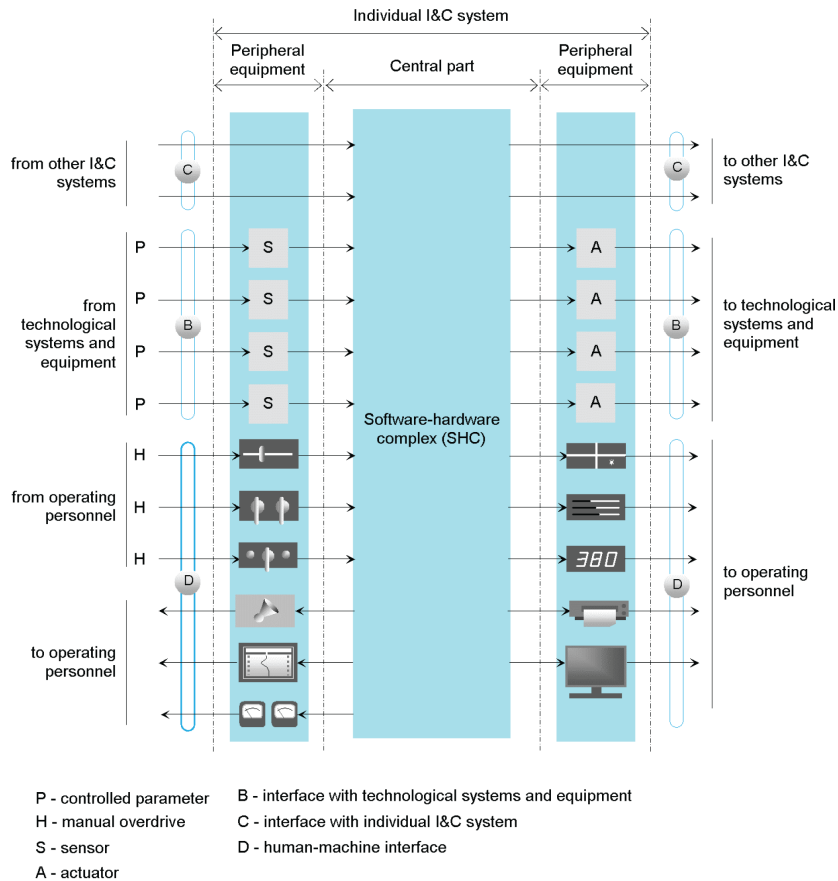 Individual I&C system
Peripheral
equipment
Central part
Peripheral
equipment
from other I&C
systems
C
C
to other I&C
systems
P
S
A
P
S
A
from
technological
systems and
equipment
B
B
to technological
systems and
equipment
P
S
A
P
S
A
Software-hardware
complex (SHC)
H
from operating
personnel
H
H
380
D
D
to operating
personnel
to operating
personnel
P - controlled parameter
H - manual overdrive
S - sensor
A - actuator
B - interface with technological systems and equipment
C - interface with individual I&C system
D - human-machine interface